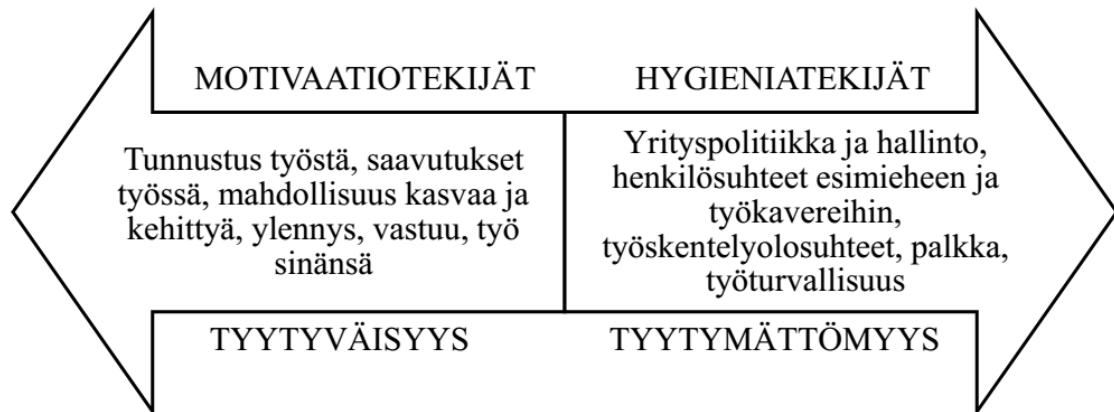 MOTIVAATIOTEKIJÄT
Tunnustus työstä, saavutukset
työssä, mahdollisuus kasvaa ja
kehittyä, ylennys, vastuu, työ
sinänsä
TYYTYVÄISYYS
HYGIENIATEKIJÄT
Yrityspolitiikka ja hallinto,
henkilösuhteet esimieheen ja
työkavereihin,
työskentelyolosuhteet, palkka,
työturvallisuus
TYYTYMÄTTÖMYYS